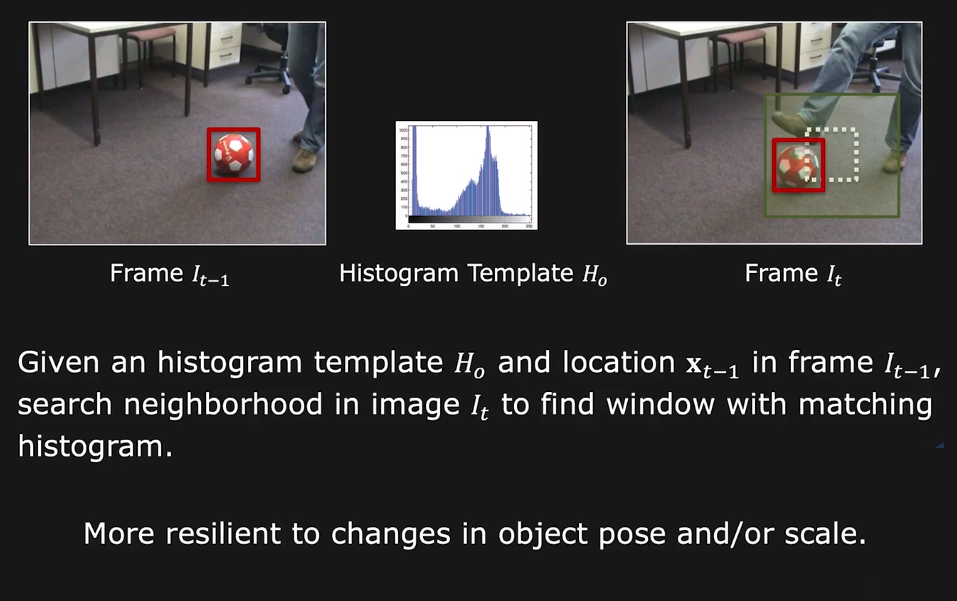 Frame I_{t−1}
Histogram Template H_o
Frame I_t
Given an histogram template H_o and location x_{t−1} in frame I_{t−1},
search neighborhood in image I_t to find window with matching
histogram.
More resilient to changes in object pose and/or scale.